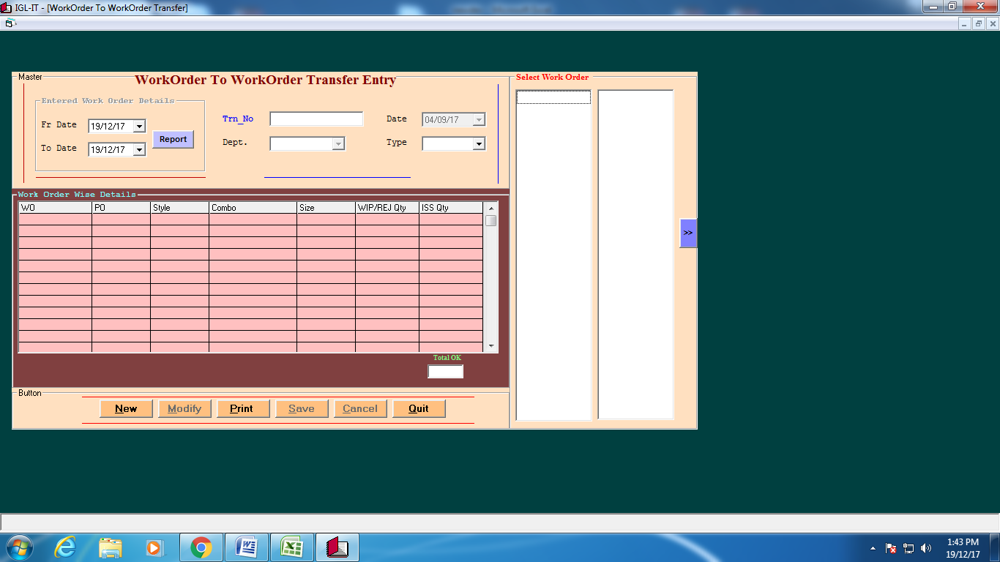 IGL-IT - [WorkOrder To WorkOrder Transfer]
Master
WorkOrder To WorkOrder Transfer Entry
Entered Work Order Details
Fr Date 19/12/17
To Date 19/12/17
Report
Trn_No
Date 04/09/17
Dept.
Type
Select Work Order
>>
Work Order Wise Details
WO PO Style Combo Size WIP/REJ Qty ISS Qty
Total OK
Button
New Modify Print Save Cancel Quit
1:43 PM
19/12/17